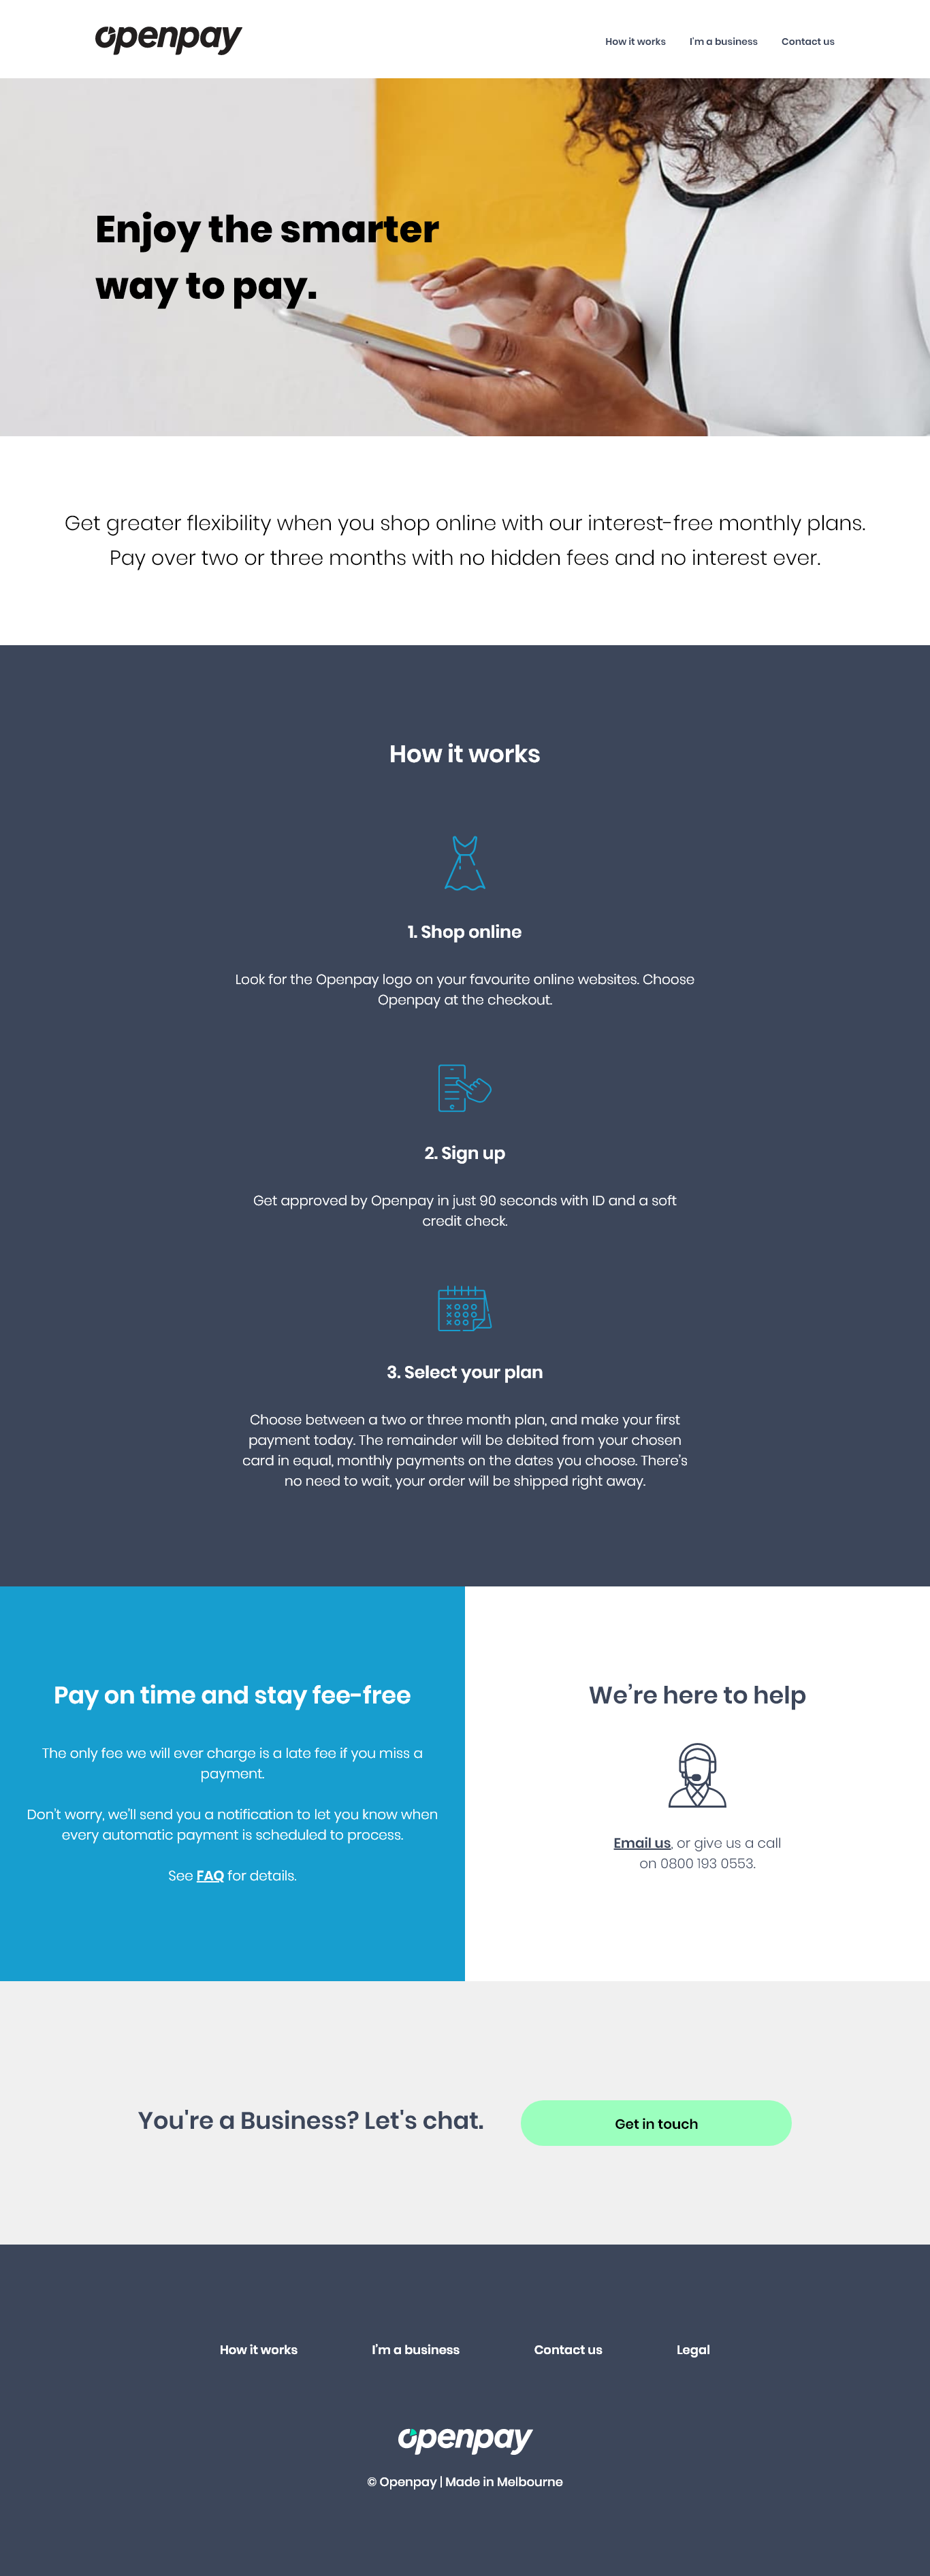 openpay
How it works
I'm a business
Contact us
Enjoy the smarter
way to pay.
Get greater flexibility when you shop online with our interest-free monthly plans.
Pay over two or three months with no hidden fees and no interest ever.
How it works
1. Shop online
Look for the Openpay logo on your favourite online websites. Choose
Openpay at the checkout.
2. Sign up
Get approved by Openpay in just 90 seconds with ID and a soft
credit check.
3. Select your plan
Choose between a two or three month plan, and make your first
payment today. The remainder will be debited from your chosen
card in equal, monthly payments on the dates you choose. There's
no need to wait, your order will be shipped right away.
Pay on time and stay fee-free
The only fee we will ever charge is a late fee if you miss a
payment.
Don't worry, we'll send you a notification to let you know when
every automatic payment is scheduled to process.
See FAQ for details.
We're here to help
Email us, or give us a call
on 0800 193 0553.
You're a Business? Let's chat.
Get in touch
How it works
I'm a business
Contact us
Legal
openpay
© Openpay | Made in Melbourne